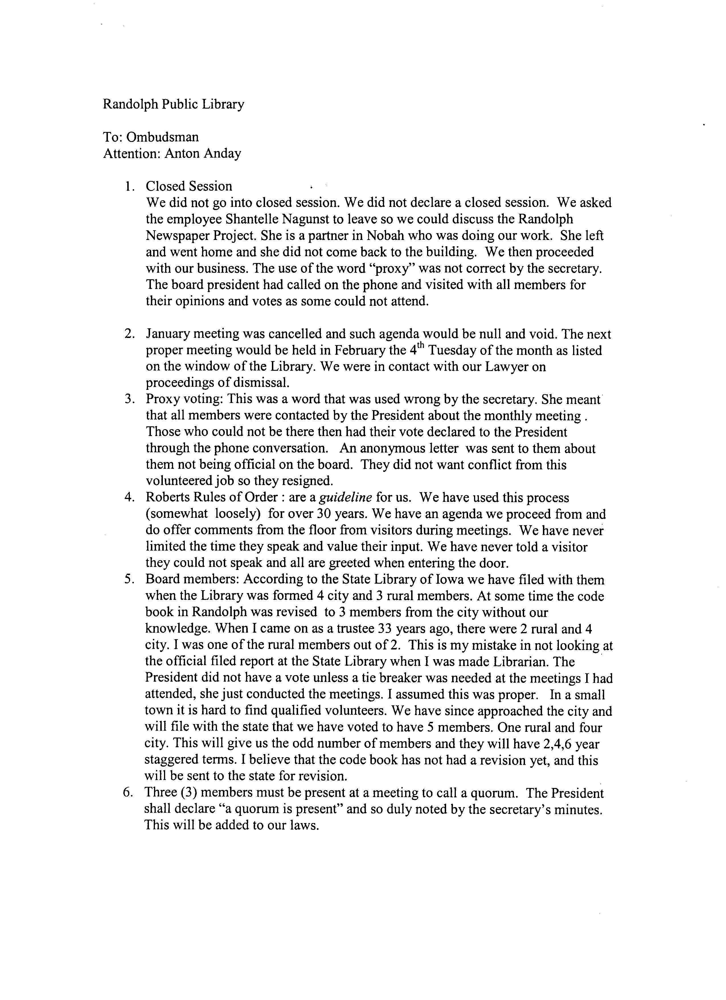 Randolph Public Library
To: Ombudsman
Attention: Anton Anday
1. Closed Session
We did not go into closed session. We did not declare a closed session.  We asked
the employee Shantelle Nagunst to leave so we could discuss the Randolph
Newspaper Project. She is a partner in Nobah who was doing our work.  She left
and went home and she did not come back to the building.  We then proceeded
with our business. The use of the word “proxy” was not correct by the secretary.
The board president had called on the phone and visited with all members for
their opinions and votes as some could not attend.
2. January meeting was cancelled and such agenda would be null and void. The next
proper meeting would be held in February the 4th Tuesday of the month as listed
on the window of the Library. We were in contact with our Lawyer on
proceedings of dismissal.
3. Proxy voting: This was a word that was used wrong by the secretary. She meant
that all members were contacted by the President about the monthly meeting .
Those who could not be there then had their vote declared to the President
through the phone conversation.   An anonymous letter  was sent to them about
them not being official on the board.  They did not want conflict from this
volunteered job so they resigned.
4. Roberts Rules of Order : are a guideline for us.  We have used this process
(somewhat  loosely)  for over 30 years. We have an agenda we proceed from and
do offer comments from the floor from visitors during meetings.  We have never
limited the time they speak and value their input. We have never told a visitor
they could not speak and all are greeted when entering the door.
5. Board members: According to the State Library of Iowa we have filed with them
when the Library was formed 4 city and 3 rural members. At some time the code
book in Randolph was revised  to 3 members from the city without our
knowledge. When I came on as a trustee 33 years ago, there were 2 rural and 4
city. I was one of the rural members out of 2.  This is my mistake in not looking at
the official filed report at the State Library when I was made Librarian. The
President did not have a vote unless a tie breaker was needed at the meetings I had
attended, she just conducted the meetings. I assumed this was proper.   In a small
town it is hard to find qualified volunteers. We have since approached the city and
will file with the state that we have voted to have 5 members. One rural and four
city. This will give us the odd number of members and they will have 2,4,6 year
staggered terms. I believe that the code book has not had a revision yet, and this
will be sent to the state for revision.
6. Three (3) members must be present at a meeting to call a quorum.  The President
shall declare “a quorum is present” and so duly noted by the secretary’s minutes.
This will be added to our laws.